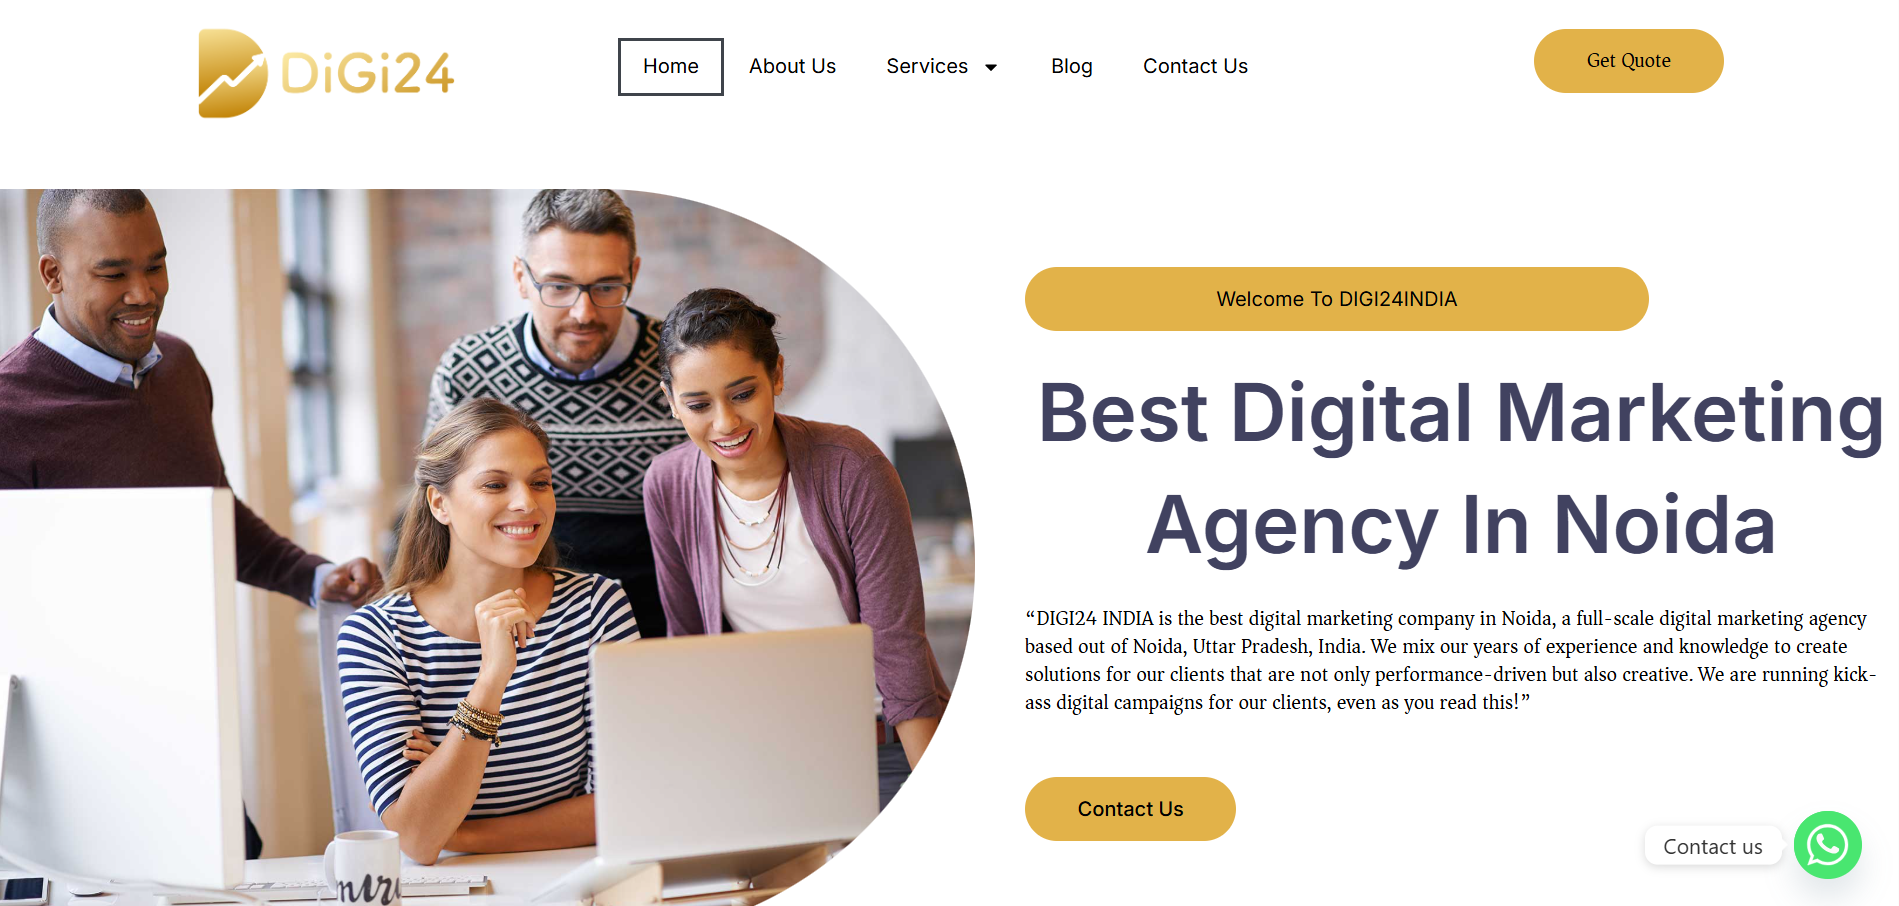 DiGi24
Home
About Us
Services
Blog
Contact Us
Get Quote
Welcome To DIGI24INDIA
Best Digital Marketing
Agency In Noida
“DIGI24 INDIA is the best digital marketing company in Noida, a full-scale digital marketing agency
based out of Noida, Uttar Pradesh, India. We mix our years of experience and knowledge to create
solutions for our clients that are not only performance-driven but also creative. We are running kick-
ass digital campaigns for our clients, even as you read this!”
Contact Us
Contact us